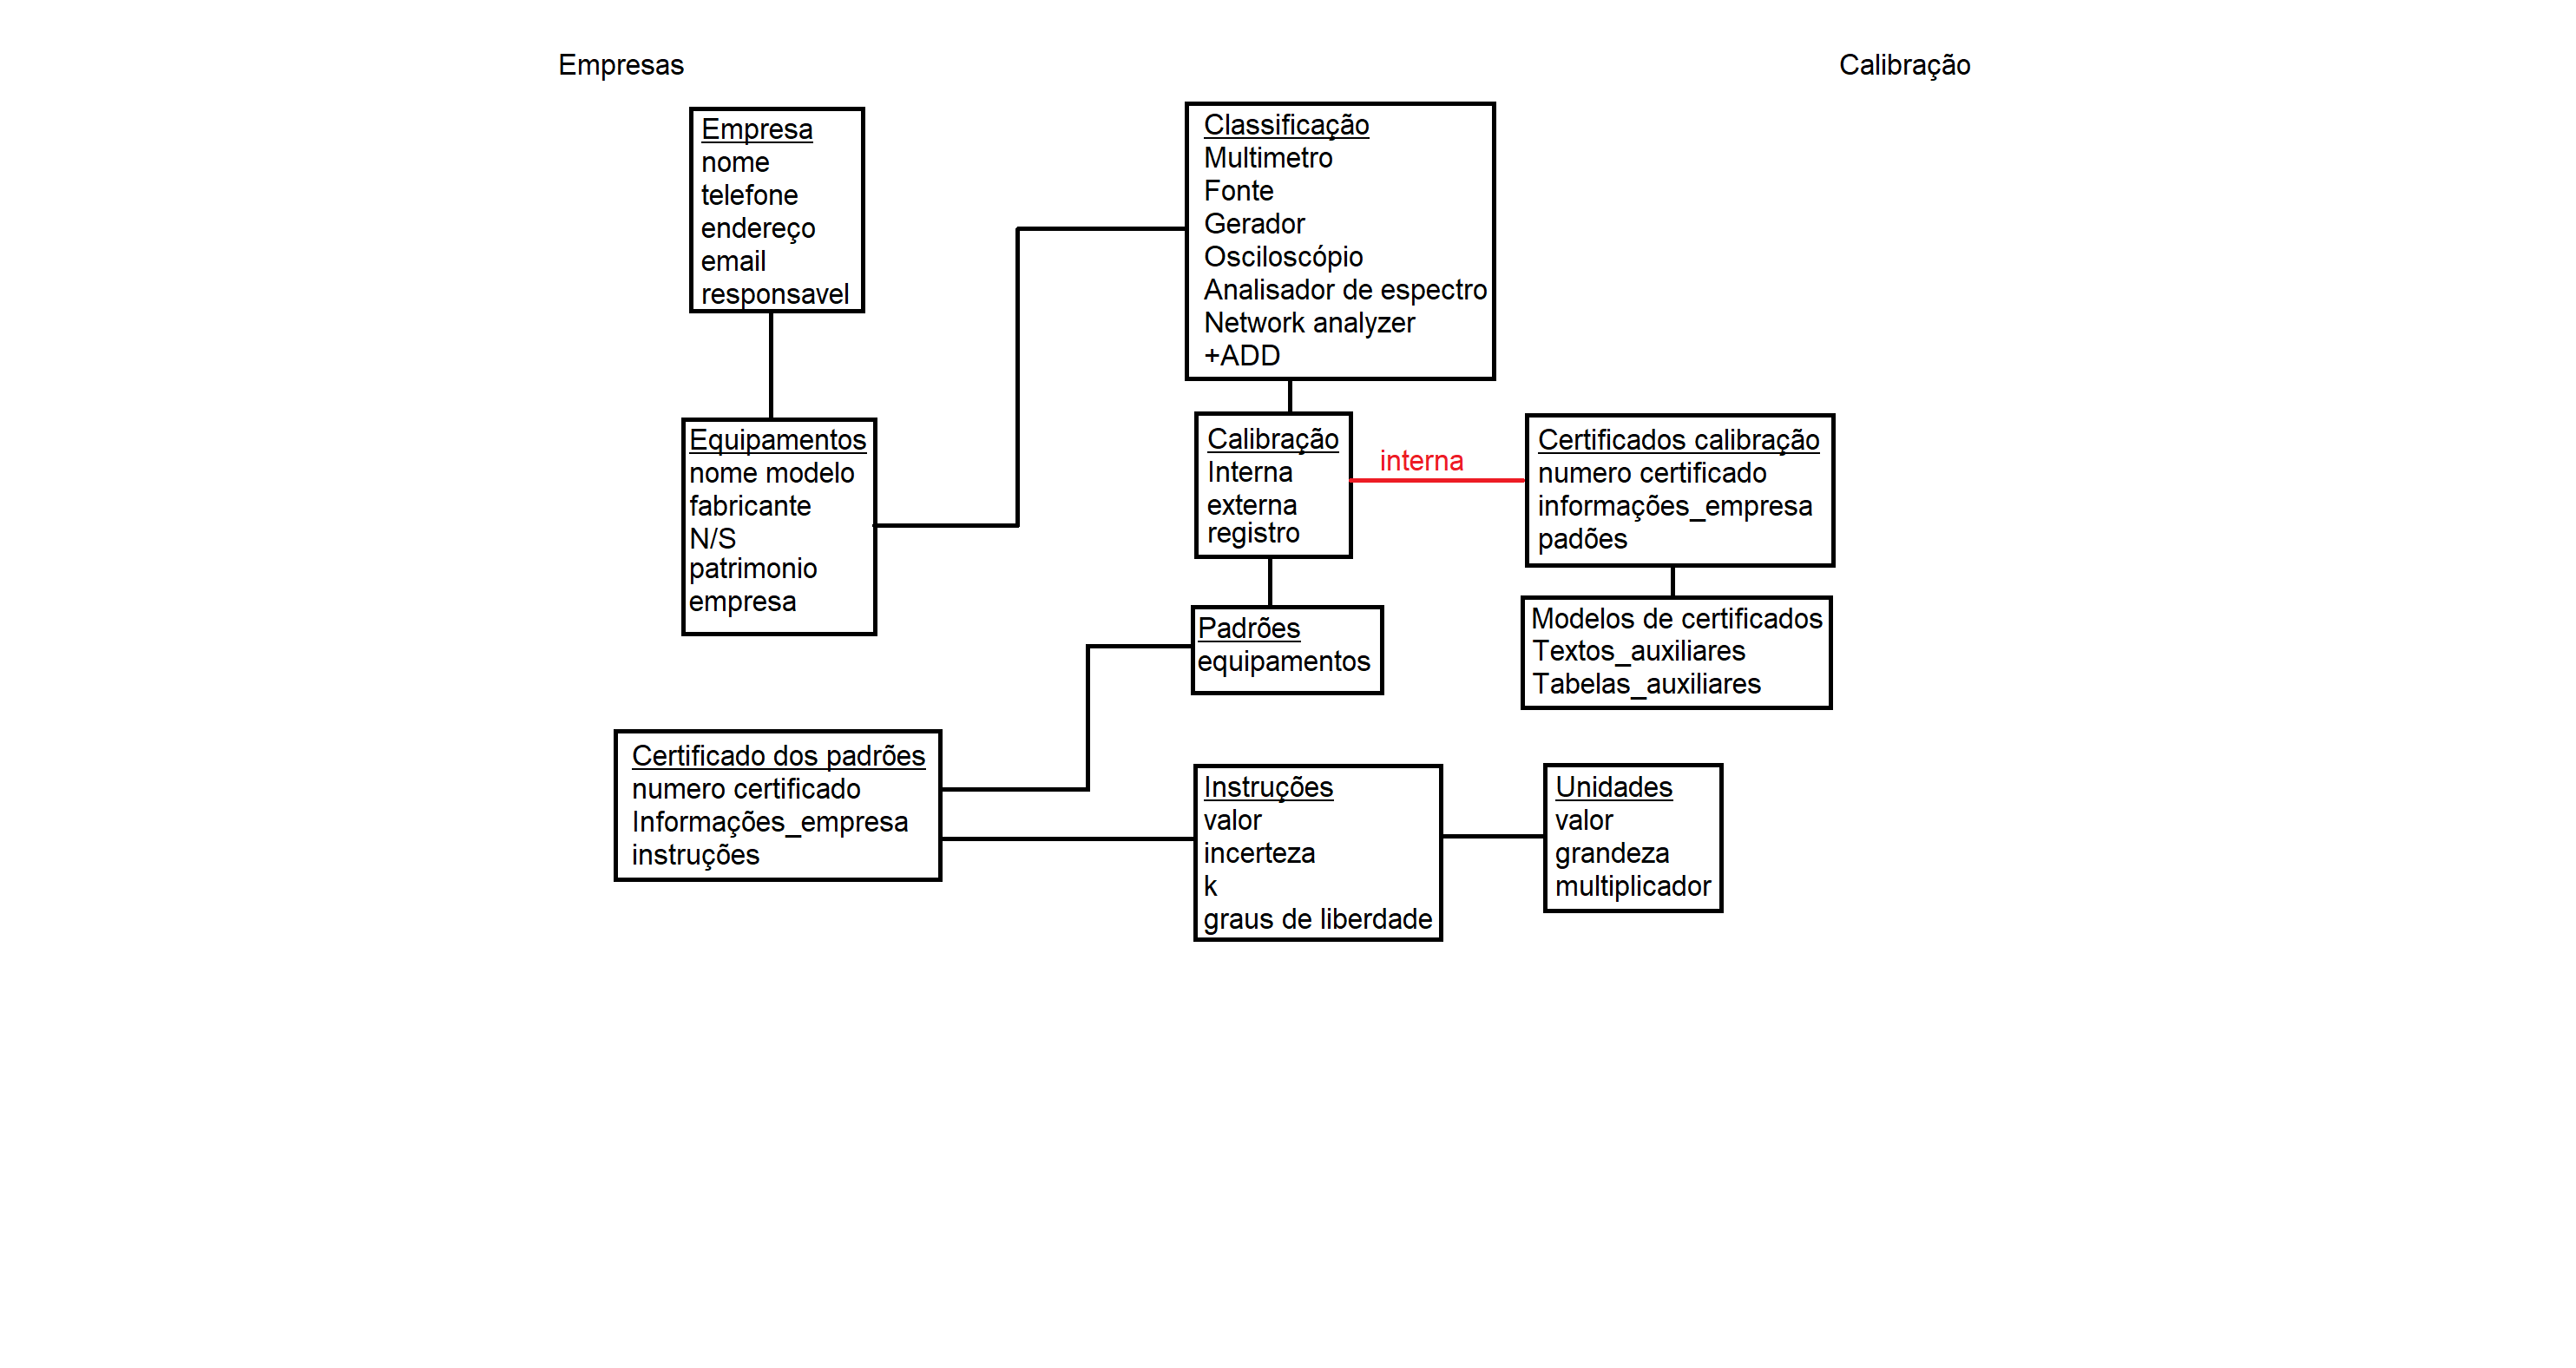 Empresas
Calibração
Empresa
nome
telefone
endereço
email
responsavel
Classificação
Multimetro
Fonte
Gerador
Osciloscópio
Analisador de espectro
Network analyzer
+ADD
Equipamentos
nome modelo
fabricante
N/S
patrimonio
empresa
Calibração
Interna
externa
registro
interna
Certificados calibração
numero certificado
informações_empresa
padões
Padrões
equipamentos
Modelos de certificados
Textos_auxiliares
Tabelas_auxiliares
Certificado dos padrões
numero certificado
Informações_empresa
instruções
Instruções
valor
incerteza
k
graus de liberdade
Unidades
valor
grandeza
multiplicador